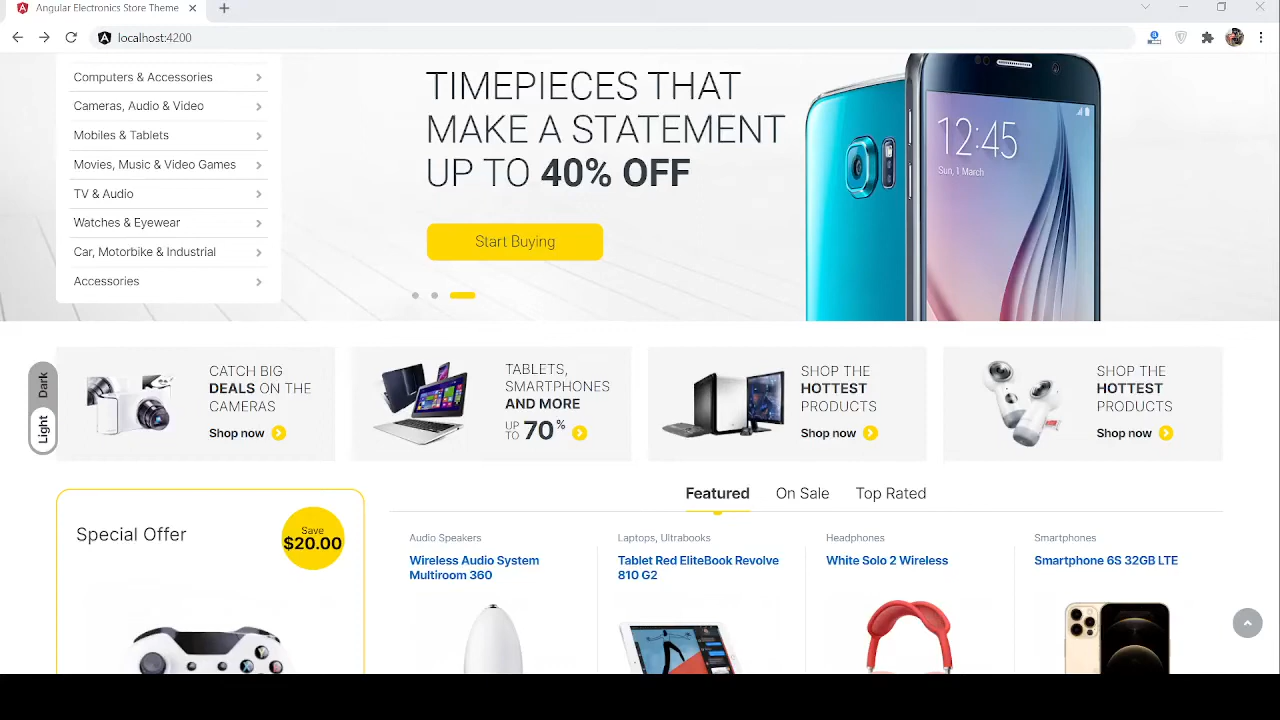 Angular Electronics Store Theme
localhost:4200
Computers & Accessories
Cameras, Audio & Video
Mobiles & Tablets
Movies, Music & Video Games
TV & Audio
Watches & Eyewear
Car, Motorbike & Industrial
Accessories
TIMEPIECES THAT
MAKE A STATEMENT
UP TO 40% OFF
Start Buying
12:45
Sun, 1 March
Dark
Light
CATCH BIG
DEALS ON THE
CAMERAS
Shop now
TABLETS,
SMARTPHONES
AND MORE
UP TO 70%
SHOP THE
HOTTEST
PRODUCTS
Shop now
SHOP THE
HOTTEST
PRODUCTS
Shop now
Special Offer
Save
$20.00
Featured On Sale Top Rated
Audio Speakers
Wireless Audio System
Multiroom 360
Laptops, Ultrabooks
Tablet Red EliteBook Revolve
810 G2
Headphones
White Solo 2 Wireless
Smartphones
Smartphone 6S 32GB LTE